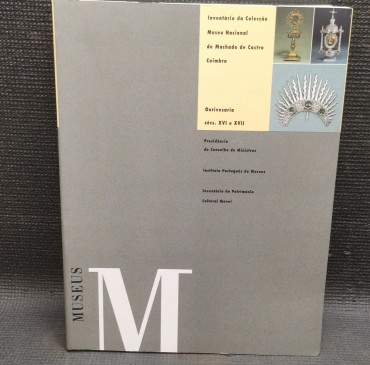 Inventário da Colecção
Museu Nacional
de Machado de Castro
Coimbra
Ourivesaria
sécs. XVI e XVII
Presidência
do Conselho de Ministros
Instituto Português de Museus
Inventário do Património
Cultural Móvel
MUSEUS
M